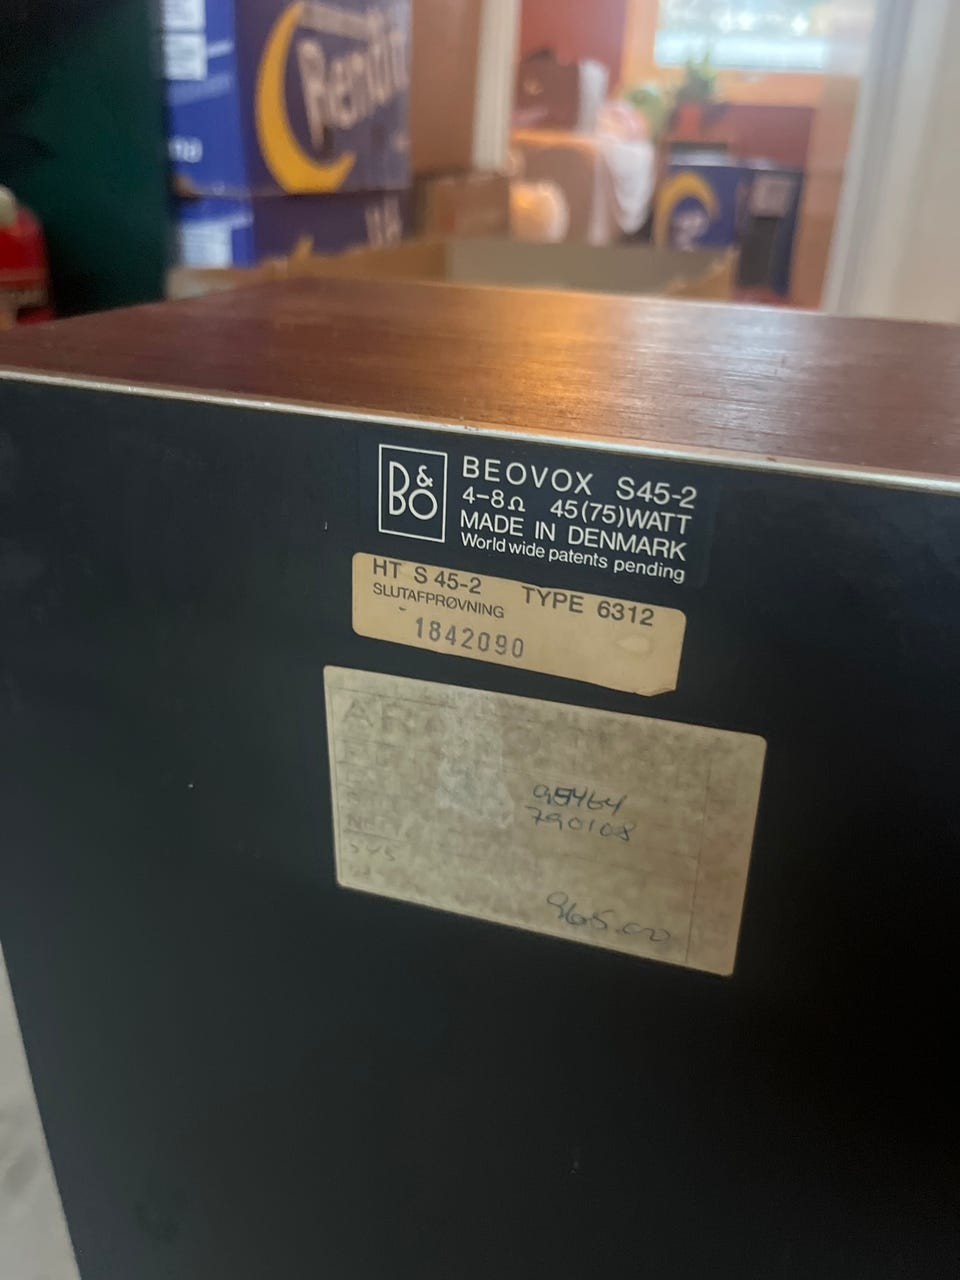 B&O
BEOVOX S45-2
4-8Ω 45(75)WATT
MADE IN DENMARK
World wide patents pending
HT S 45-2 TYPE 6312
SLUTAFPRØVNING
1842090
790108
965.00